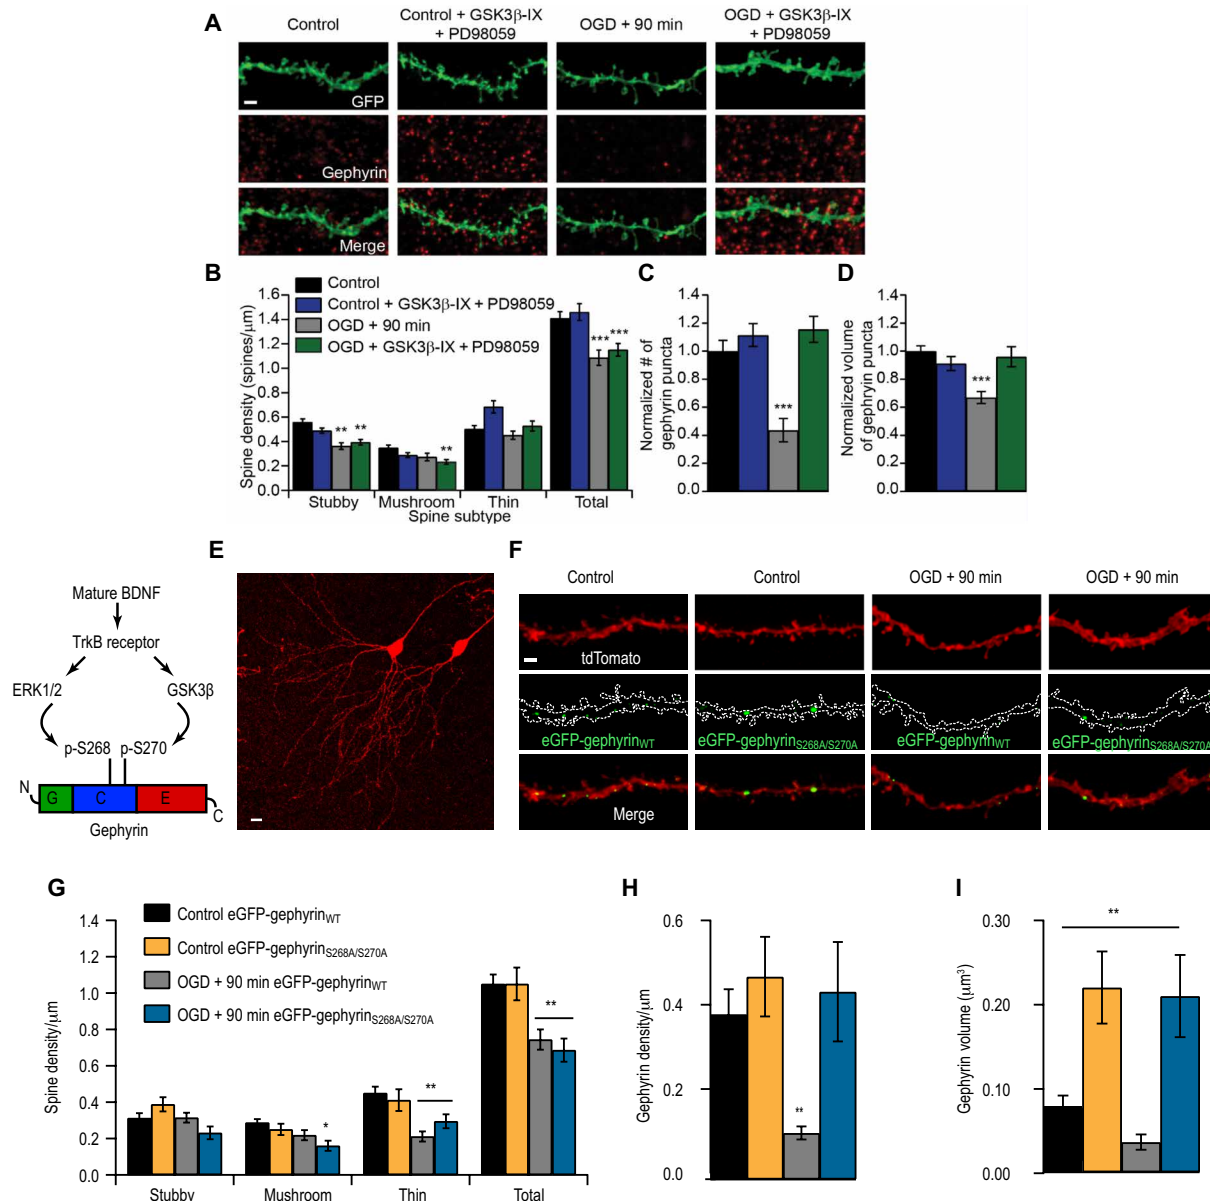 A
Control
Control + GSK3β-IX
+ PD98059
OGD + 90 min
OGD + GSK3β-IX
+ PD98059
GFP
Gephyrin
Merge
B
Control
Control + GSK3β-IX + PD98059
OGD + 90 min
OGD + GSK3β-IX + PD98059
Spine density (spines/µm)
1.6
1.4
1.2
1.0
0.8
0.6
0.4
0.2
0.0
** **
**
*** ***
Stubby Mushroom Thin Total
Spine subtype
C
Normalized # of
gephyrin puncta
1.4
1.2
1.0
0.8
0.6
0.4
0.2
0.0
***
D
Normalized volume
of gephryin puncta
1.4
1.2
1.0
0.8
0.6
0.4
0.2
0.0
***
Mature BDNF
TrkB receptor
ERK1/2 GSK3β
p-S268 p-S270
N G C E C
Gephyrin
E
F
Control
Control
OGD + 90 min
OGD + 90 min
tdTomato
eGFP-gephyrinWT
eGFP-gephyrinS268A/S270A
eGFP-gephyrinWT
eGFP-gephyrinS268A/S270A
Merge
G
Control eGFP-gephyrinWT
Control eGFP-gephyrinS268A/S270A
OGD + 90 min eGFP-gephyrinWT
OGD + 90 min eGFP-gephyrinS268A/S270A
Spine density/µm
1.4
1.2
1.0
0.8
0.6
0.4
0.2
0.0
*
**
**
Stubby Mushroom Thin Total
H
Gephyrin density/µm
0.6
0.4
0.2
0.0
**
I
Gephyrin volume (µm³)
0.30
0.20
0.10
0.00
**